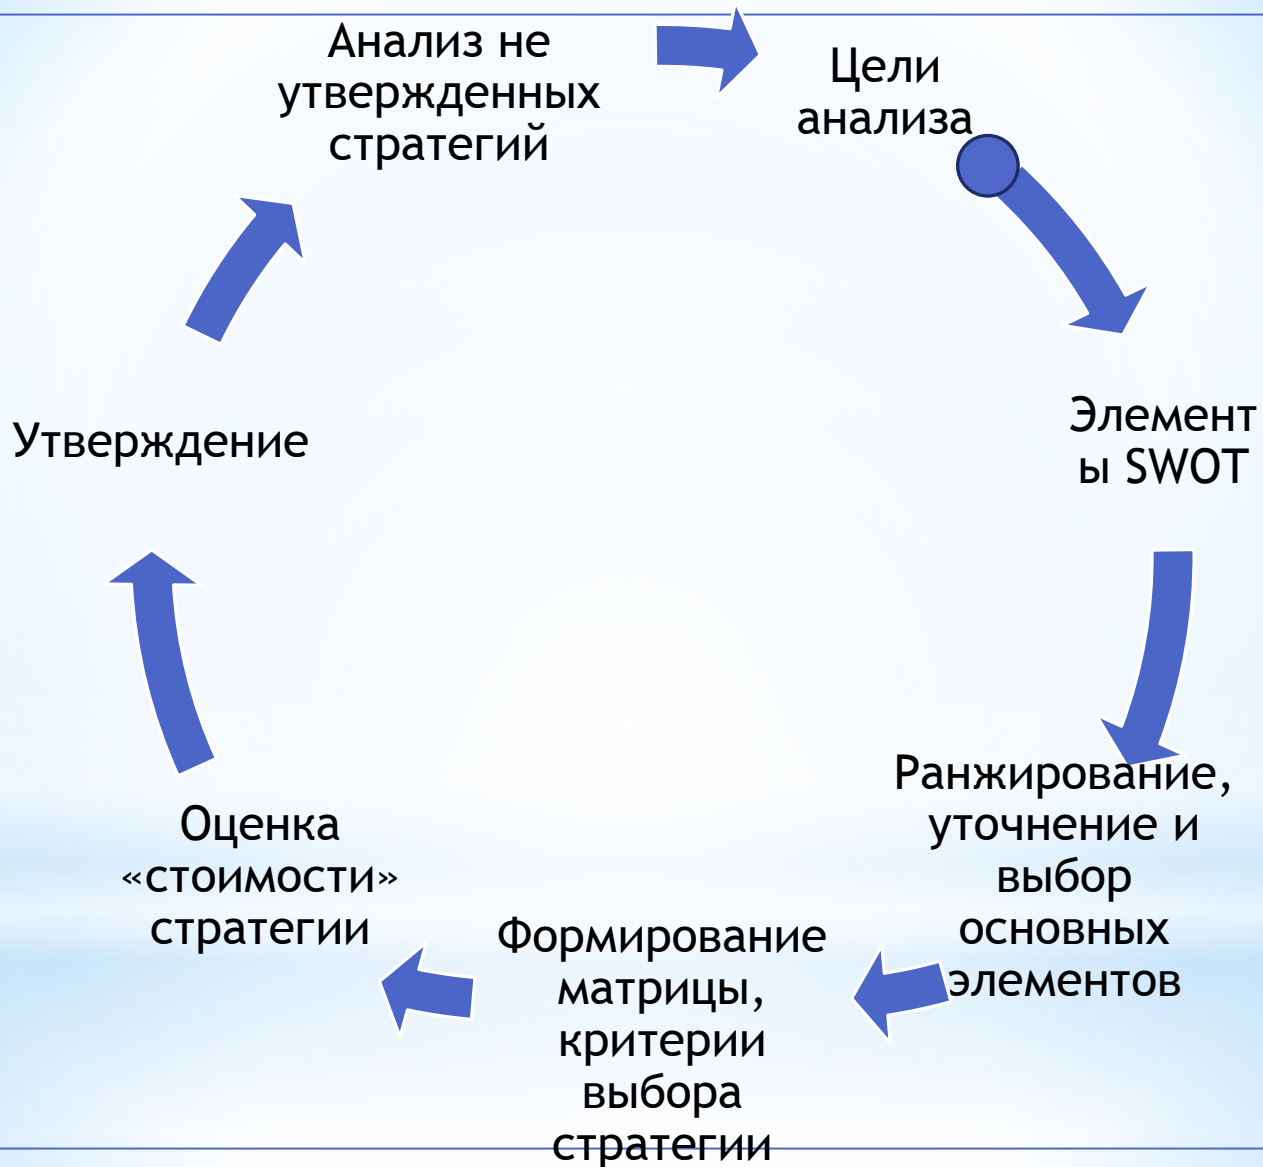 Анализ не
утвержденных
стратегий
Цели
анализа
Элемент
ы SWOT
Ранжирование,
уточнение и
выбор
основных
элементов
Формирование
матрицы,
критерии
выбора
стратегии
Оценка
«стоимости»
стратегии
Утверждение